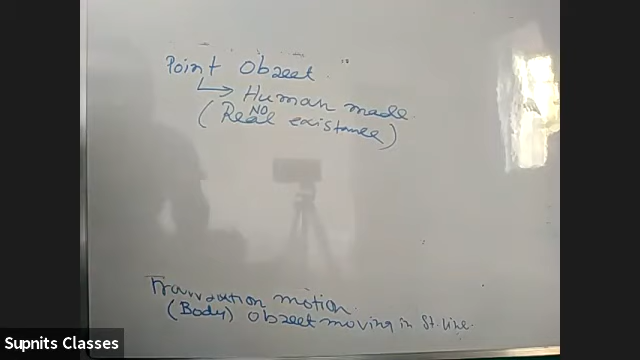 Point Obzeet.
↳ Human made.
(Real NO existance)
Translation motion.
(Body) Obzeet moving in St. line.
Supnits Classes